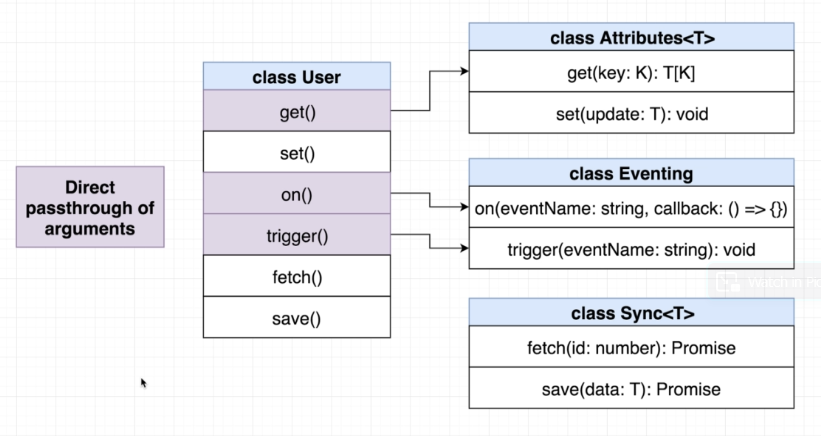 class User
get()
set()
on()
trigger()
fetch()
save()
Direct
passthrough of
arguments
class Attributes<T>
get(key: K): T[K]
set(update: T): void
class Eventing
on(eventName: string, callback: () => {})
trigger(eventName: string): void
Watch in
class Sync<T>
fetch(id: number): Promise
save(data: T): Promise